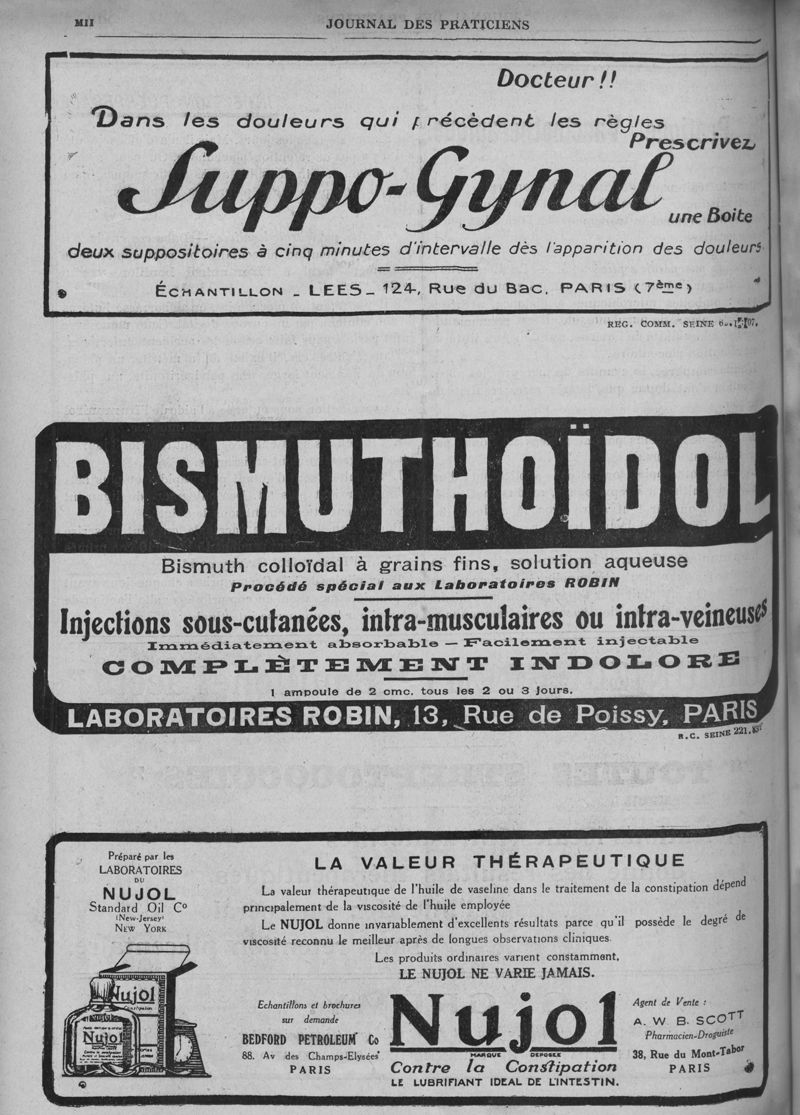 MII
JOURNAL DES PRATICIENS
Docteur !!
Dans les douleurs qui précèdent les règles
Prescrivez
Suppo-Gynal
une Boite
deux suppositoires à cinq minutes d'intervalle dès l'apparition des douleurs
ÉCHANTILLON - LEES - 124, Rue du Bac, PARIS (7ème)
REG. COMM. SEINE
BISMUTHOÏDOL
Bismuth colloïdal à grains fins, solution aqueuse
Procédé spécial aux Laboratoires ROBIN
Injections sous-cutanées, intra-musculaires ou intra-veineuses
Immédiatement absorbable — Facilement injectable
COMPLÈTEMENT INDOLORE
1 ampoule de 2 cmc. tous les 2 ou 3 jours.
LABORATOIRES ROBIN, 13, Rue de Poissy, PARIS
R.C. SEINE
Préparé par les
LABORATOIRES
DU
NUJOL
Standard Oil Co
(New-Jersey)
NEW YORK
Nujol
Nujol
LA VALEUR THÉRAPEUTIQUE
La valeur thérapeutique de l'huile de vaseline dans le traitement de la constipation dépend
principalement de la viscosité de l'huile employée
Le NUJOL donne invariablement d'excellents résultats parce qu'il possède le degré de
viscosité reconnu le meilleur après de longues observations cliniques.
Les produits ordinaires varient constamment,
LE NUJOL NE VARIE JAMAIS.
Echantillons et brochures
sur demande
BEDFORD PETROLEUM Co
88, Av des Champs-Elysées
PARIS
Nujol
MARQUE DÉPOSÉE
Contre la Constipation
LE LUBRIFIANT IDEAL DE L'INTESTIN.
Agent de Vente :
A. W. B. SCOTT
Pharmacien-Droguiste
38, Rue du Mont-Tabor
PARIS